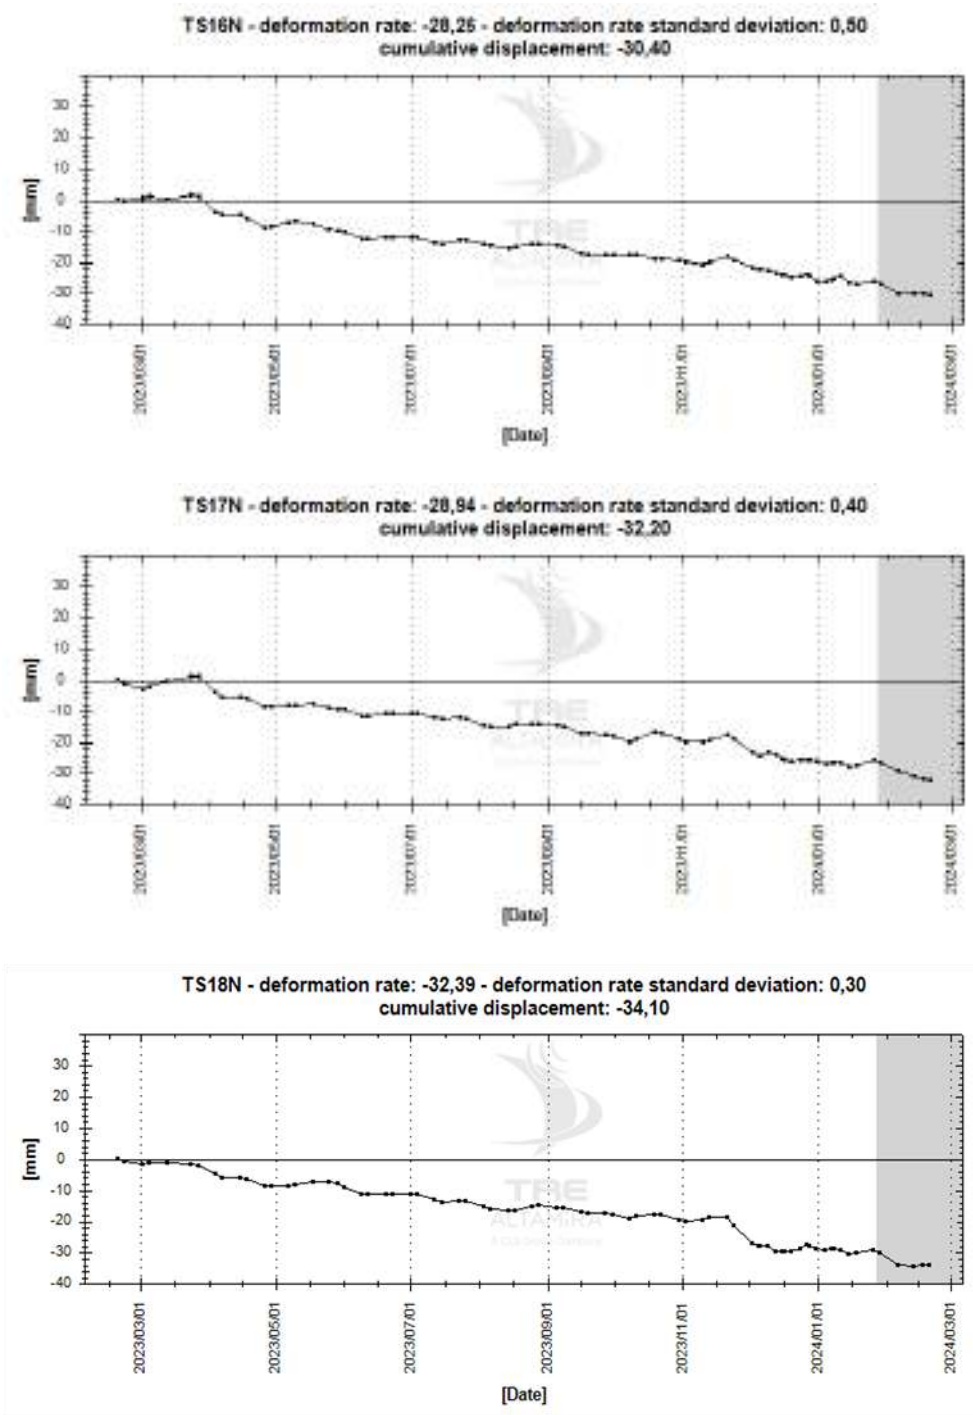 TS16N - deformation rate: -28,25 - deformation rate standard deviation: 0,50
cumulative displacement: -30,40
30
20
10
0
-10
-20
-30
-40
[mm]
TRE
ALTAMIRA
2023/03/01
2023/05/01
2023/07/01
2023/09/01
2023/11/01
2024/01/01
2024/03/01
[Date]
TS17N - deformation rate: -28,94 - deformation rate standard deviation: 0,40
cumulative displacement: -32,20
30
20
10
0
-10
-20
-30
-40
[mm]
TRE
ALTAMIRA
2023/03/01
2023/05/01
2023/07/01
2023/09/01
2023/11/01
2024/01/01
2024/03/01
[Date]
TS18N - deformation rate: -32,39 - deformation rate standard deviation: 0,30
cumulative displacement: -34,10
30
20
10
0
-10
-20
-30
-40
[mm]
TRE
ALTAMIRA
2023/03/01
2023/05/01
2023/07/01
2023/09/01
2023/11/01
2024/01/01
2024/03/01
[Date]